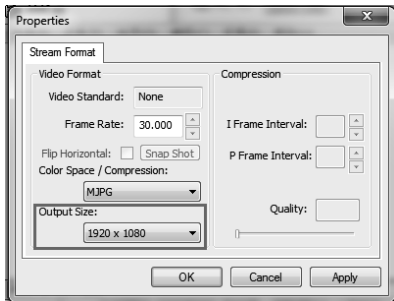 Properties
Stream Format
Video Format
Video Standard: None
Frame Rate: 30.000
Flip Horizontal: Snap Shot
Color Space / Compression:
MJPG
Output Size:
1920 x 1080
Compression
I Frame Interval:
P Frame Interval:
Quality:
OK Cancel Apply